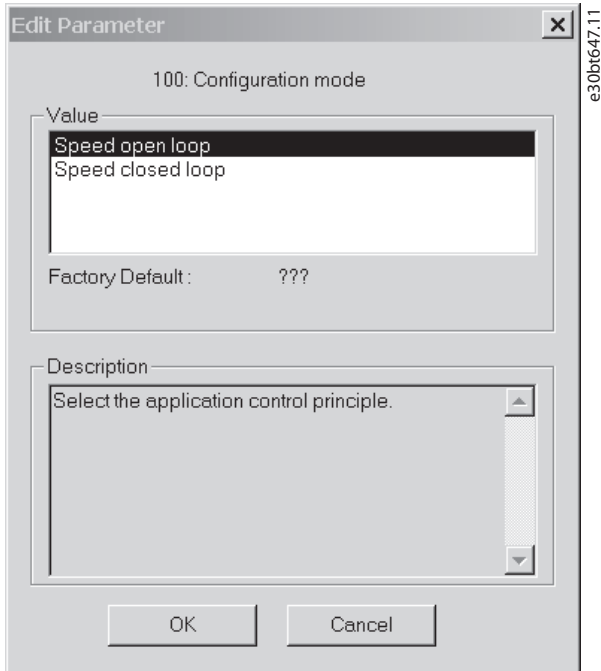 Edit Parameter
e30bt647.11
100: Configuration mode
Value
Speed open loop
Speed closed loop
Factory Default : ???
Description
Select the application control principle.
OK Cancel